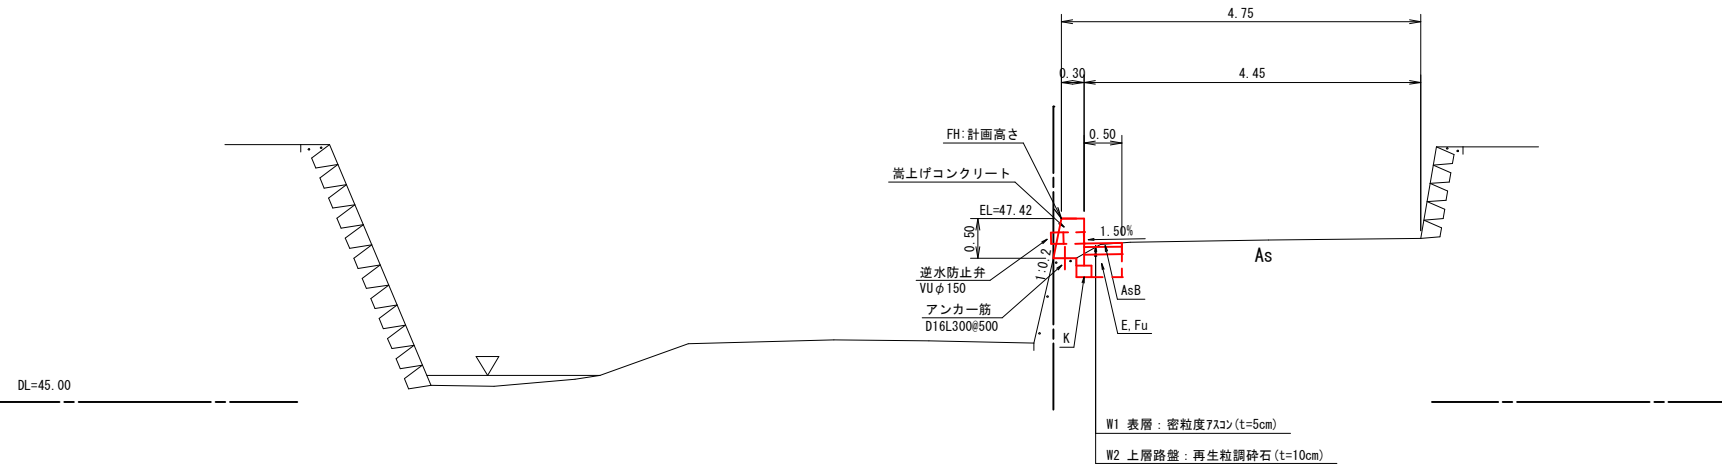 4.75
0.30
4.45
FH:計画高さ
0.50
嵩上げコンクリート
EL=47.42
1.50%
0.50
1:0.2
As
逆水防止弁
VUφ150
AsB
アンカー筋
D16L300@500
E,Fu
K
DL=45.00
W1 表層：密粒度ｱｽｺﾝ(t=5cm)
W2 上層路盤：再生粒調砕石(t=10cm)